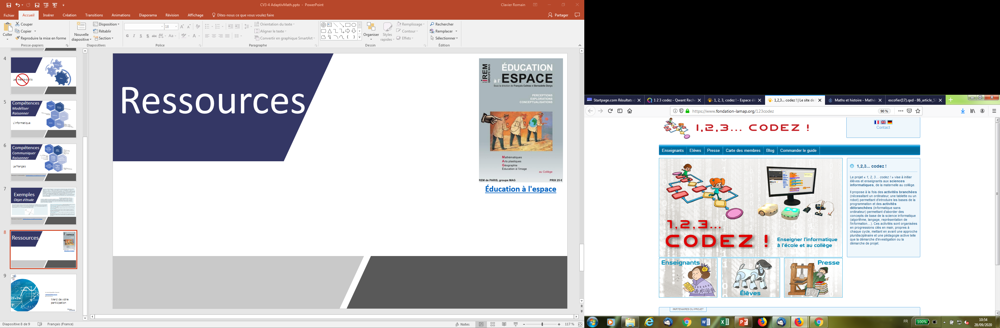 CV3-4 AdaptivMath.pptx - PowerPoint
Clavier Romain
Fichier Accueil Insérer Création Transitions Animations Diaporama Révision Affichage Dites-nous ce que vous voulez faire
Partager
Coller
Couper
Copier
Reproduire la mise en forme
Presse-papiers
Nouvelle diapositive
Disposition
Rétablir
Section
Diapositives
18
G I S S abc AV Aa A
Police
Orientation du texte
Aligner le texte
Convertir en graphique SmartArt
Paragraphe
Organiser
Styles rapides
Remplissage
Contour
Effets
Dessin
Rechercher
Remplacer
Sélectionner
Édition
4
Les maths-outils
5
Compétences
Modéliser
Raisonner
L'informatique
6
Compétences
Communiquer
Raisonner
Le français
7
Exemples
Objet d'étude
8
Ressources
9
Merci de votre
participation
Ressources
IREM
de Paris
GROUPE MAG
ÉDUCATION
à l' ESPACE
Sous la direction de François Colmez et Bernadette Denys
PERCEPTIONS
EXPLORATIONS
CONCEPTUALISATIONS
Mathématiques
Arts plastiques
Géographie
Éducation à l'image
au Collège
REM de PARIS, groupe MAG
PRIX 25 €
Éducation à l'espace
Diapositive 8 de 9
Français (France)
Notes
117 %
Startpage.com Résultats d
1 2 3 codez - Qwant Rech
1, 2, 3, codez ! - Espace élè
1,2,3... codez ! | Le site de
Maths et histoire - Mathé
escofier(17).qxd - 86_article_57
https://www.fondation-lamap.org/123codez
90 %
1,2,3... CODEZ !
Contact
Enseignants Elèves Presse Carte des membres Blog Commander le guide
1,2,3...
CODEZ !
Enseigner l'informatique
à l'école et au collège
1,2,3... codez !
Le projet « 1, 2, 3... codez ! » vise à initier
élèves et enseignants aux sciences
informatiques, de la maternelle au collège.
Il propose à la fois des activités branchées
(nécessitant un ordinateur, une tablette ou un
robot) permettant d'introduire les bases de la
programmation et des activités
débranchées (informatique sans
ordinateur) permettant d'aborder des
concepts de base de la science informatique
(algorithme, langage, représentation de
l'information...). Ces activités sont organisées
en progressions clés en main, propres à
chaque cycle, mettant en avant une approche
pluridisciplinaire et une pédagogie active telle
que la démarche d'investigation ou la
démarche de projet.
Enseignants
Élèves
Presse
PARTENAIRES DU PROJET
FR
100%
10:54
28/09/2020